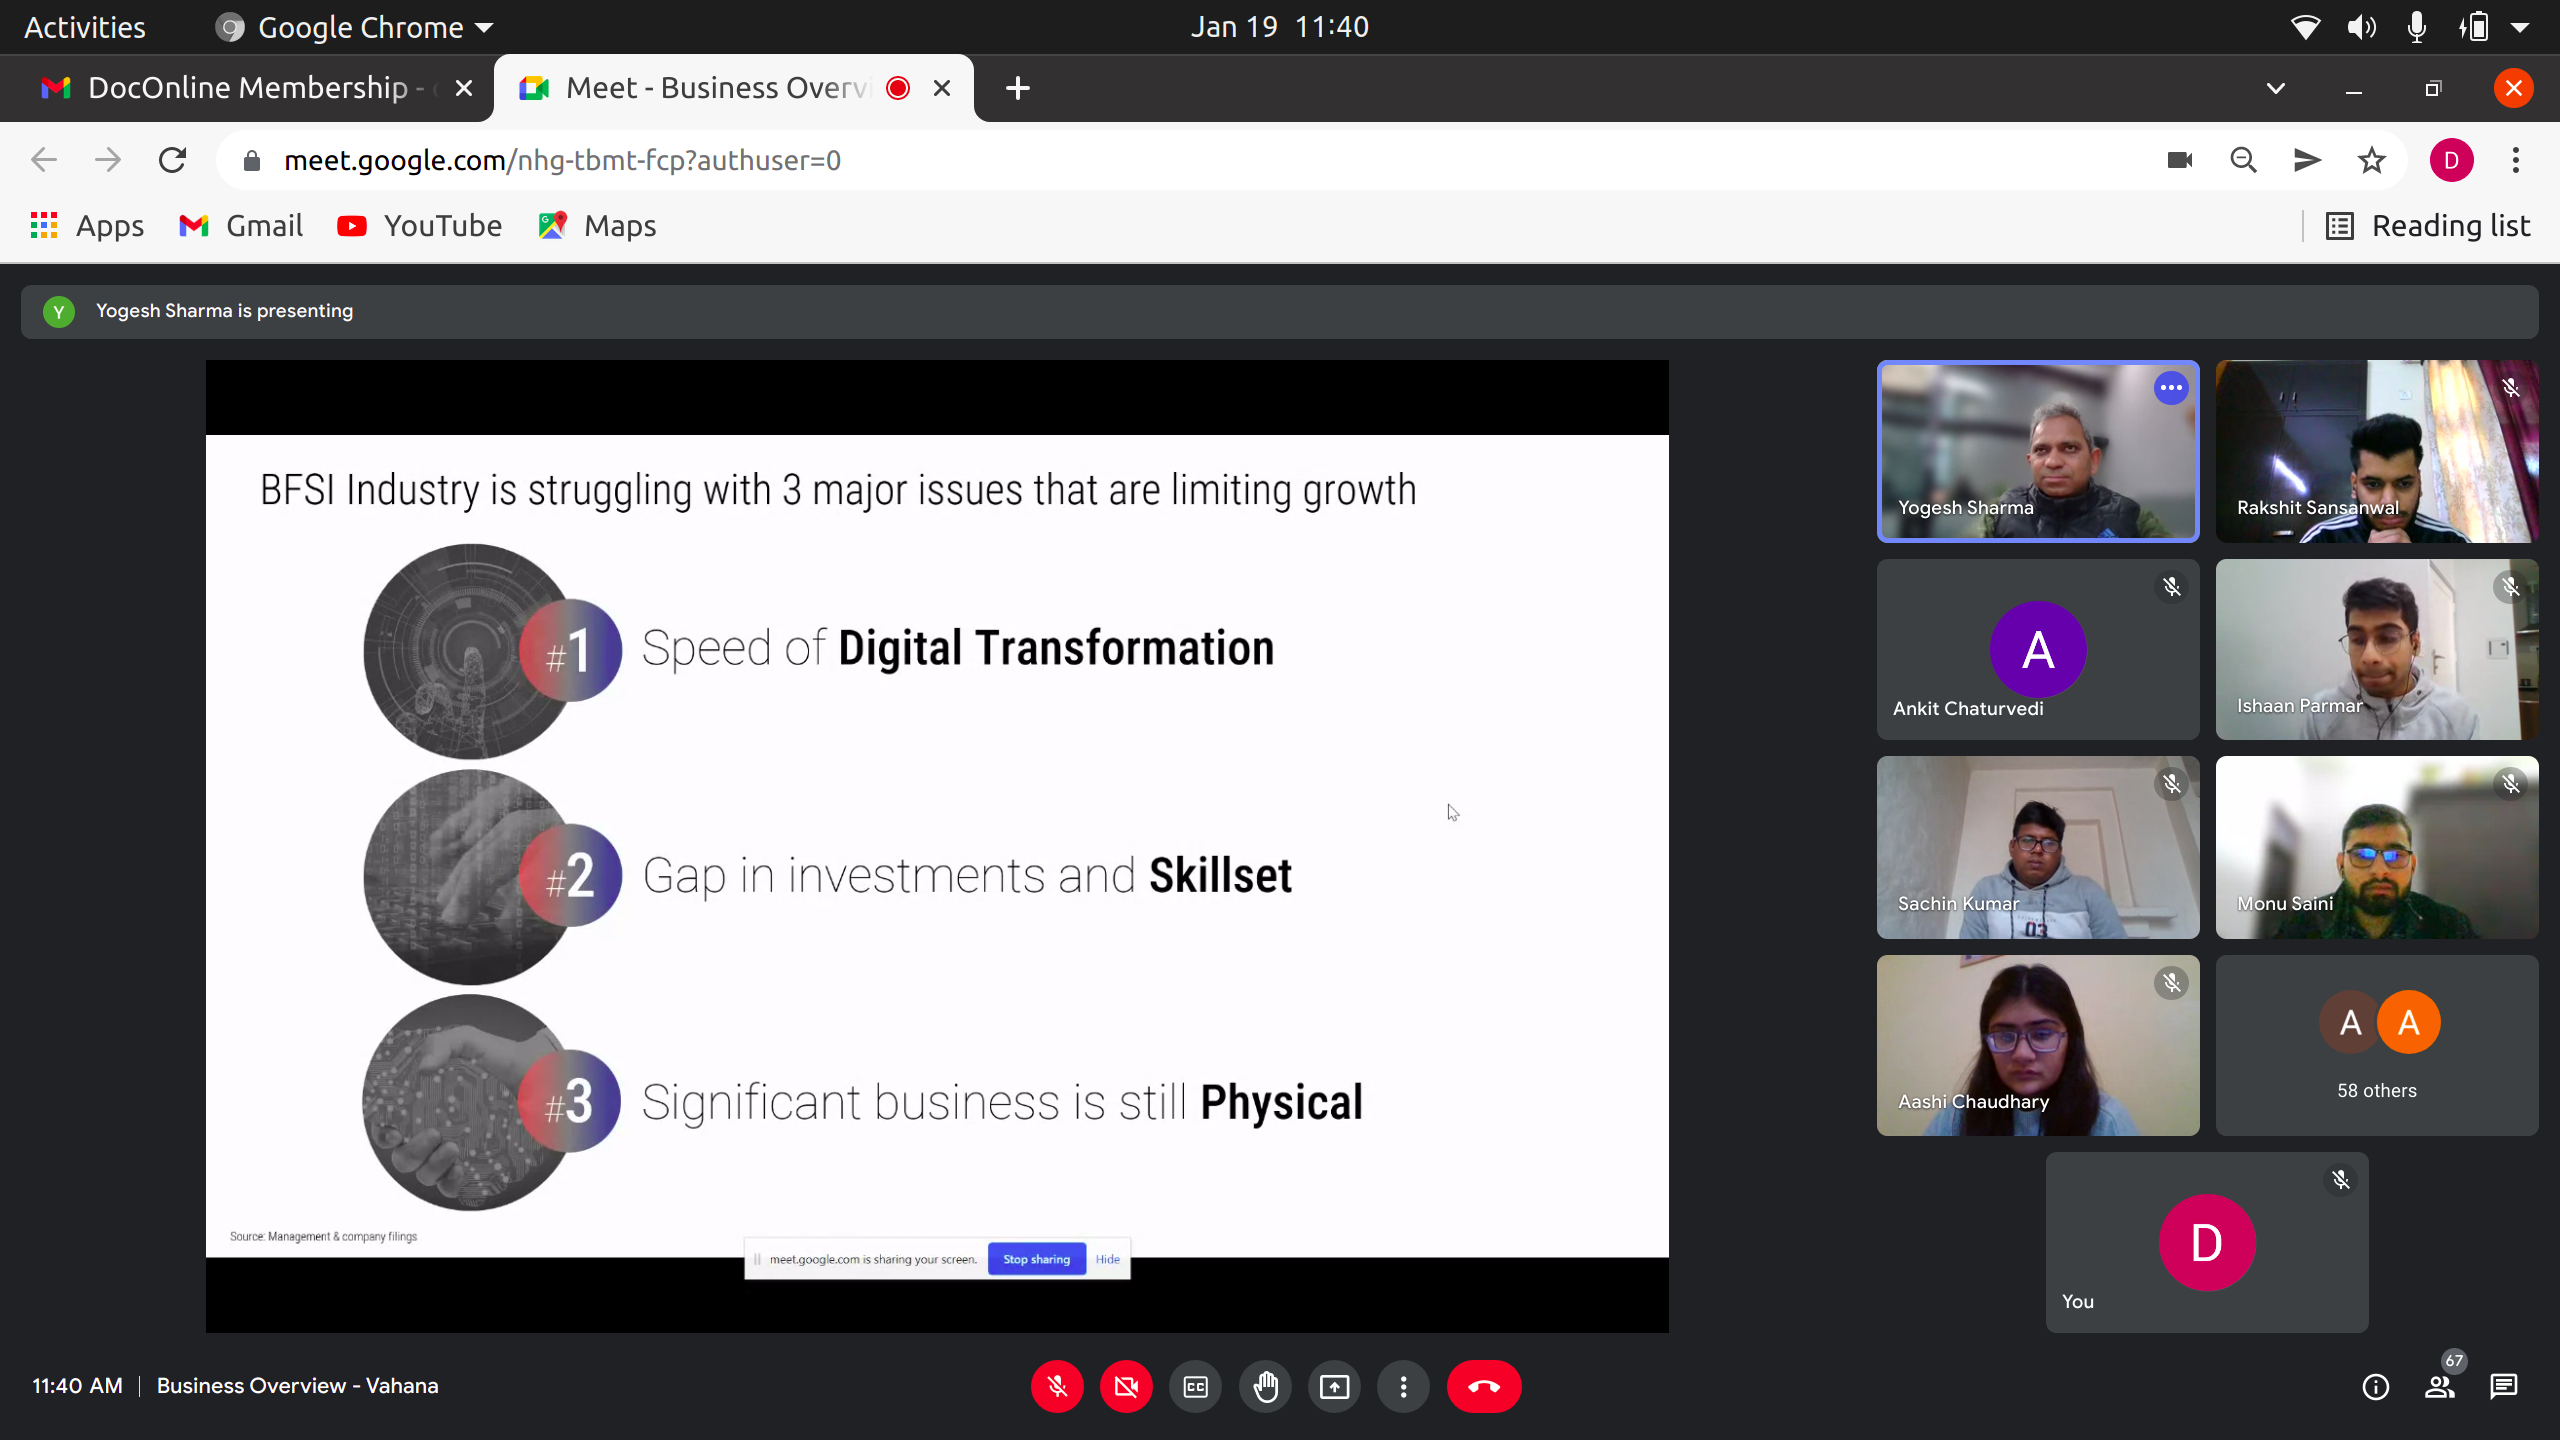 Activities
Google Chrome
Jan 19 11:40
DocOnline Membership -
Meet - Business Overvi
meet.google.com/nhg-tbmt-fcp?authuser=0
D
Apps
Gmail
YouTube
Maps
Reading list
Y
Yogesh Sharma is presenting
BFSI Industry is struggling with 3 major issues that are limiting growth
#1
Speed of Digital Transformation
#2
Gap in investments and Skillset
#3
Significant business is still Physical
Source: Management & company filings
meet.google.com is sharing your screen.
Stop sharing
Hide
Yogesh Sharma
Rakshit Sansanwal
A
Ankit Chaturvedi
Ishaan Parmar
03
Sachin Kumar
Monu Saini
Aashi Chaudhary
A A
58 others
D
You
11:40 AM | Business Overview - Vahana
CC
67